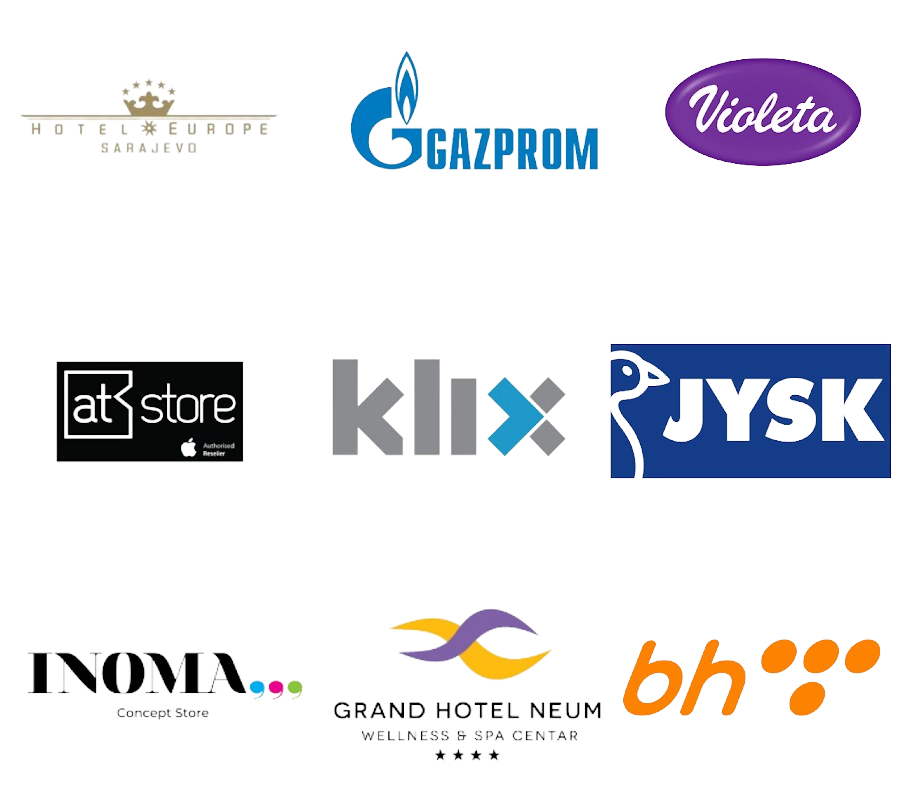 HOTEL EUROPE
SARAJEVO
GAZPROM
Violeta
at store
Authorised
Reseller
klix
JYSK
INOMA,,,
Concept Store
GRAND HOTEL NEUM
WELLNESS & SPA CENTAR
bh